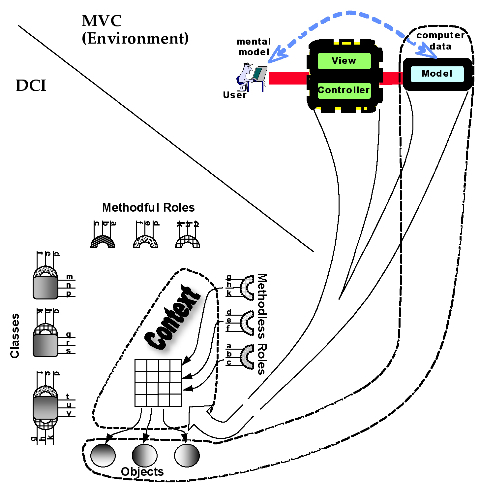 MVC
(Environment)
DCI
mental
model
User
View
Controller
computer
data
Model
Methodful Roles
Classes
Context
Methodless Roles
Objects